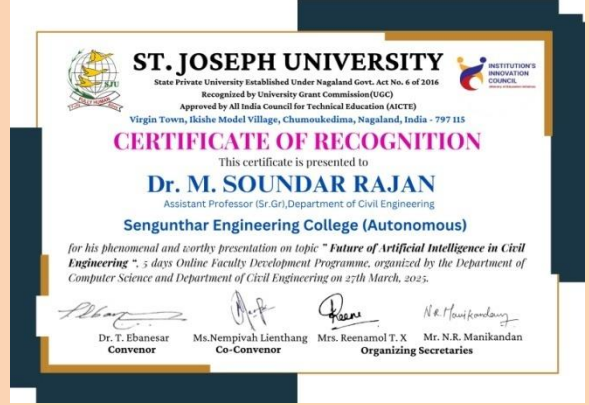 ST. JOSEPH UNIVERSITY
State Private University Established Under Nagaland Govt. Act No. 6 of 2016
Recognized by University Grant Commission(UGC)
Approved by All India Council for Technical Education (AICTE)
Virgin Town, Ikishe Model Village, Chumoukedima, Nagaland, India - 797 115
SJU
FULLY HUMAN
INSTITUTION'S
INNOVATION
COUNCIL
CERTIFICATE OF RECOGNITION
This certificate is presented to
Dr. M. SOUNDAR RAJAN
Assistant Professor (Sr.Gr),Department of Civil Engineering
Sengunthar Engineering College (Autonomous)
for his phenomenal and worthy presentation on topic " Future of Artificial Intelligence in Civil
Engineering ", 5 days Online Faculty Development Programme, organized by the Department of
Computer Science and Department of Civil Engineering on 27th March, 2025.
Reene
N.R. Manikandan
Dr. T. Ebanesar
Convenor
Ms.Nempivah Lienthang
Co-Convenor
Mrs. Reenamol T. X
Mr. N.R. Manikandan
Organizing Secretaries